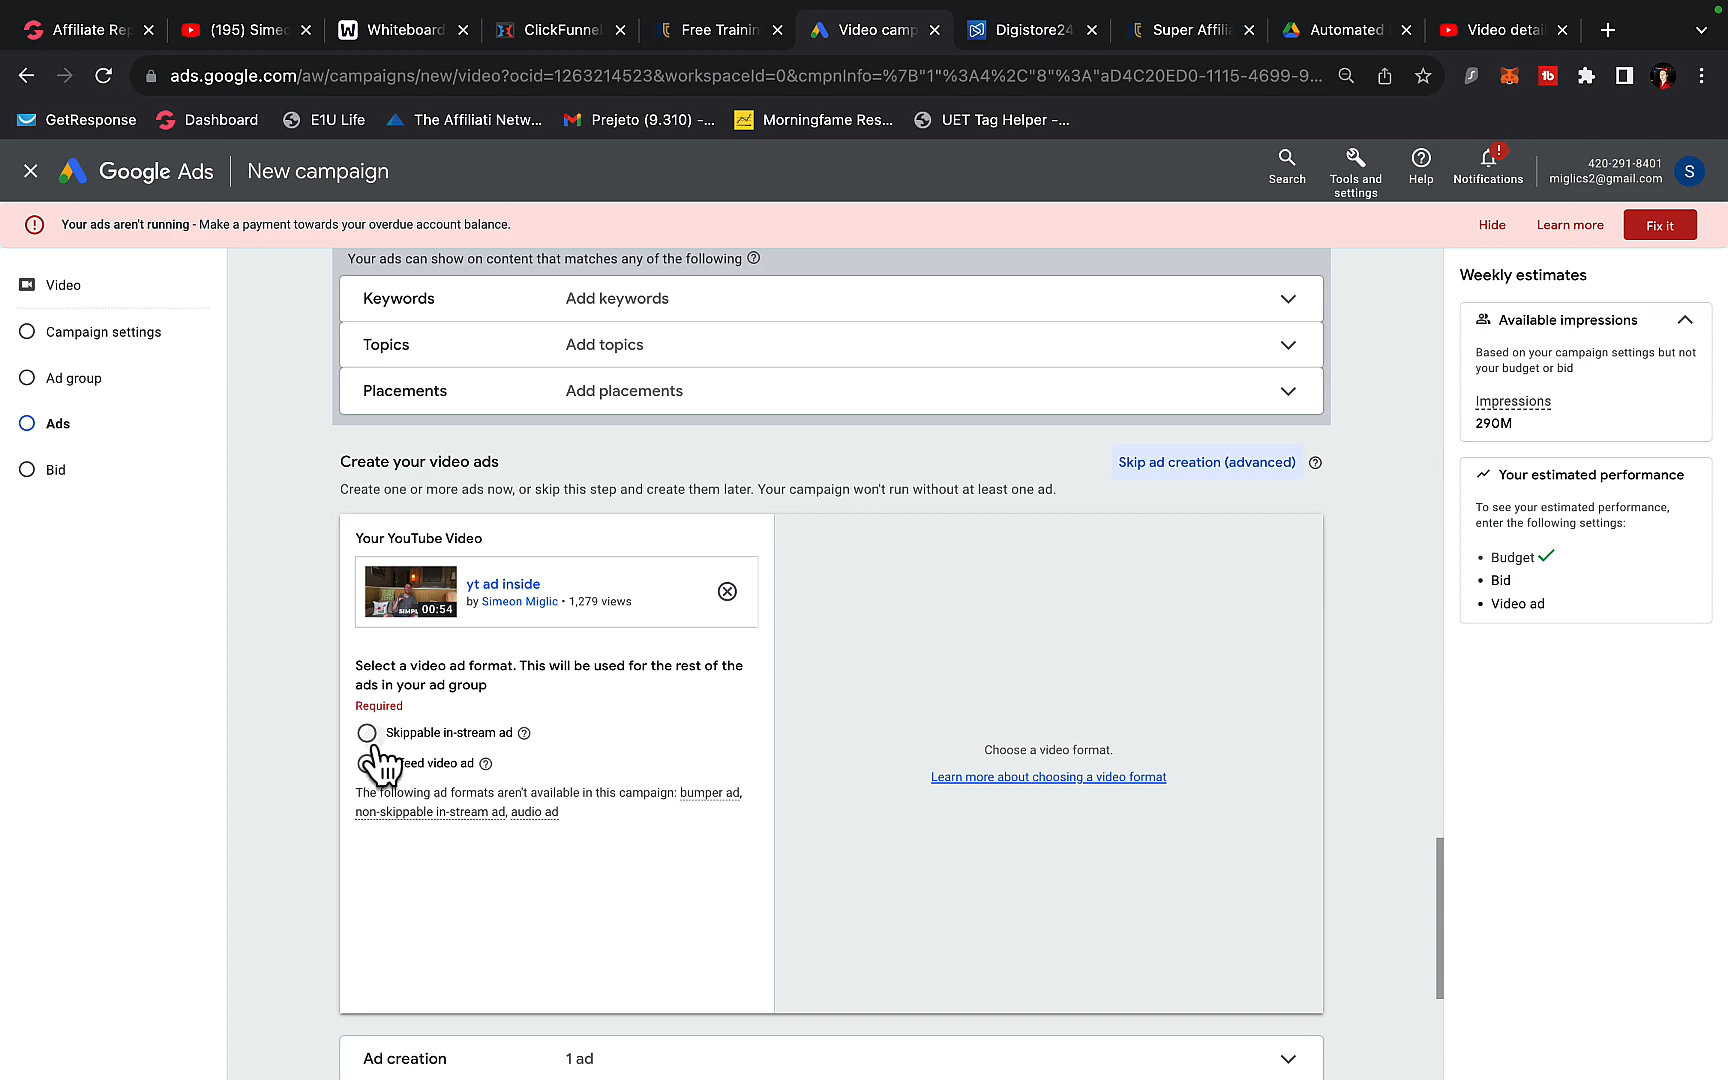 Affiliate Rep
(195) Simeo
Whiteboard
ClickFunnel
Free Training
Video camp
Digistore24
Super Affilia
Automated
Video detai
ads.google.com/aw/campaigns/new/video?ocid=1263214523&workspaceId=0&cmpnInfo=%7B"1"%3A4%2C"8"%3A"aD4C20ED0-1115-4699-9...
GetResponse
Dashboard
E1U Life
The Affiliati Netw...
Prejeto (9.310) -...
Morningfame Res...
UET Tag Helper -...
Google Ads
New campaign
Search
Tools and
settings
Help
Notifications
420-291-8401
miglics2@gmail.com
S
Your ads aren't running - Make a payment towards your overdue account balance.
Hide
Learn more
Fix it
Video
Campaign settings
Ad group
Ads
Bid
Your ads can show on content that matches any of the following
Keywords
Add keywords
Topics
Add topics
Placements
Add placements
Create your video ads
Skip ad creation (advanced)
Create one or more ads now, or skip this step and create them later. Your campaign won't run without at least one ad.
Your YouTube Video
SIMPL
00:54
yt ad inside
by Simeon Miglic • 1,279 views
Select a video ad format. This will be used for the rest of the
ads in your ad group
Required
Skippable in-stream ad
feed video ad
The following ad formats aren't available in this campaign: bumper ad,
non-skippable in-stream ad, audio ad
Choose a video format.
Learn more about choosing a video format
Ad creation
1 ad
Weekly estimates
Available impressions
Based on your campaign settings but not
your budget or bid
Impressions
290M
Your estimated performance
To see your estimated performance,
enter the following settings:
• Budget
• Bid
• Video ad